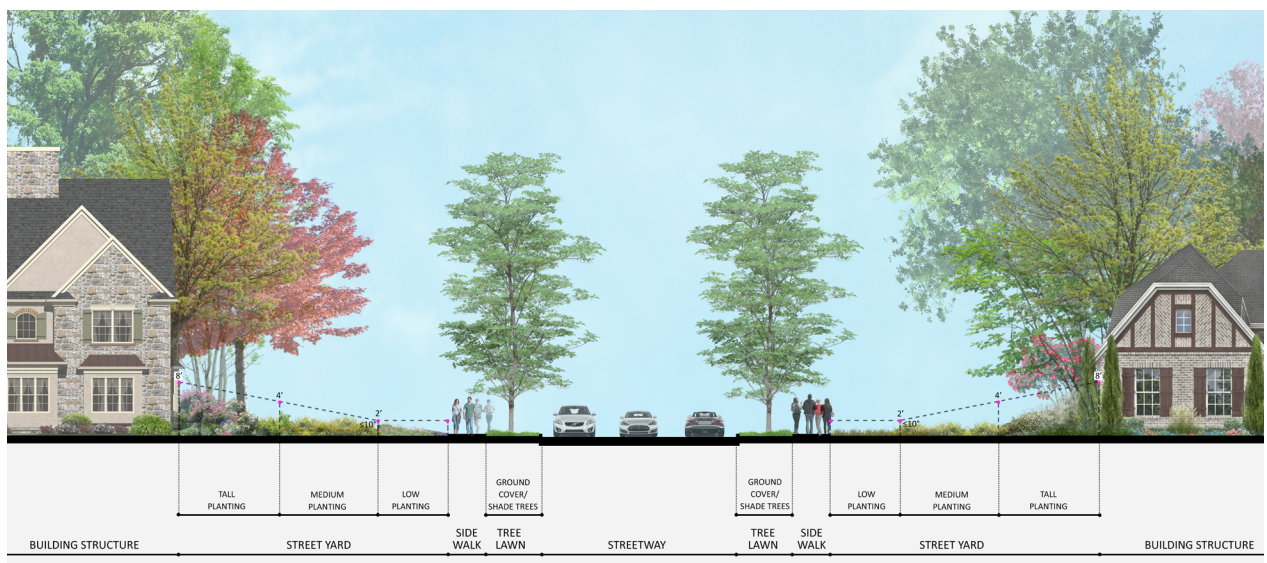 8'
4'
2'
≤10°
2'
≤10°
4'
8'
TALL
PLANTING
MEDIUM
PLANTING
LOW
PLANTING
GROUND
COVER/
SHADE TREES
GROUND
COVER/
SHADE TREES
LOW
PLANTING
MEDIUM
PLANTING
TALL
PLANTING
BUILDING STRUCTURE
STREET YARD
SIDE
WALK
TREE
LAWN
STREETWAY
TREE
LAWN
SIDE
WALK
STREET YARD
BUILDING STRUCTURE